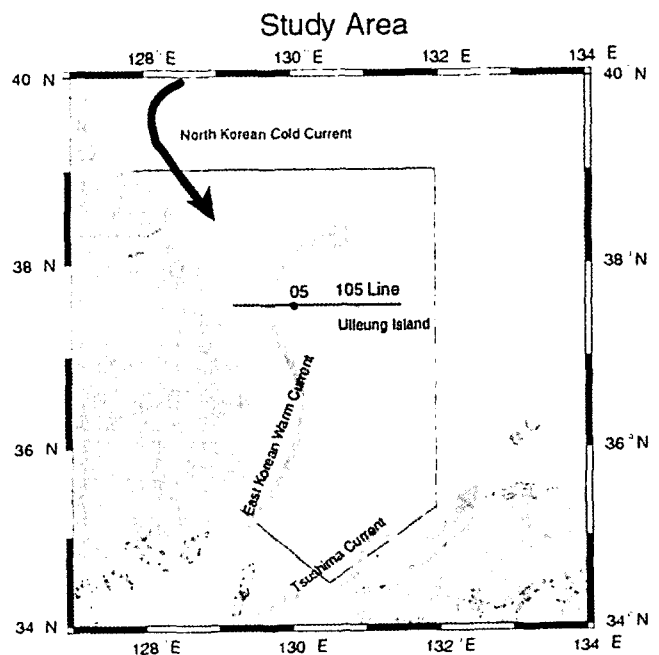 Study Area
128 ° E 130 ° E 132 ° E 134 E
40 N 40 ° N
North Korean Cold Current
38 N 38 ° N
05 105 Line
Ulleung Island
East Korean Warm Current
36 N 36 ° N
Tsushima Current
34 N 34 ° N
128 ° E 130 ° E 132 ° E 134 ° E